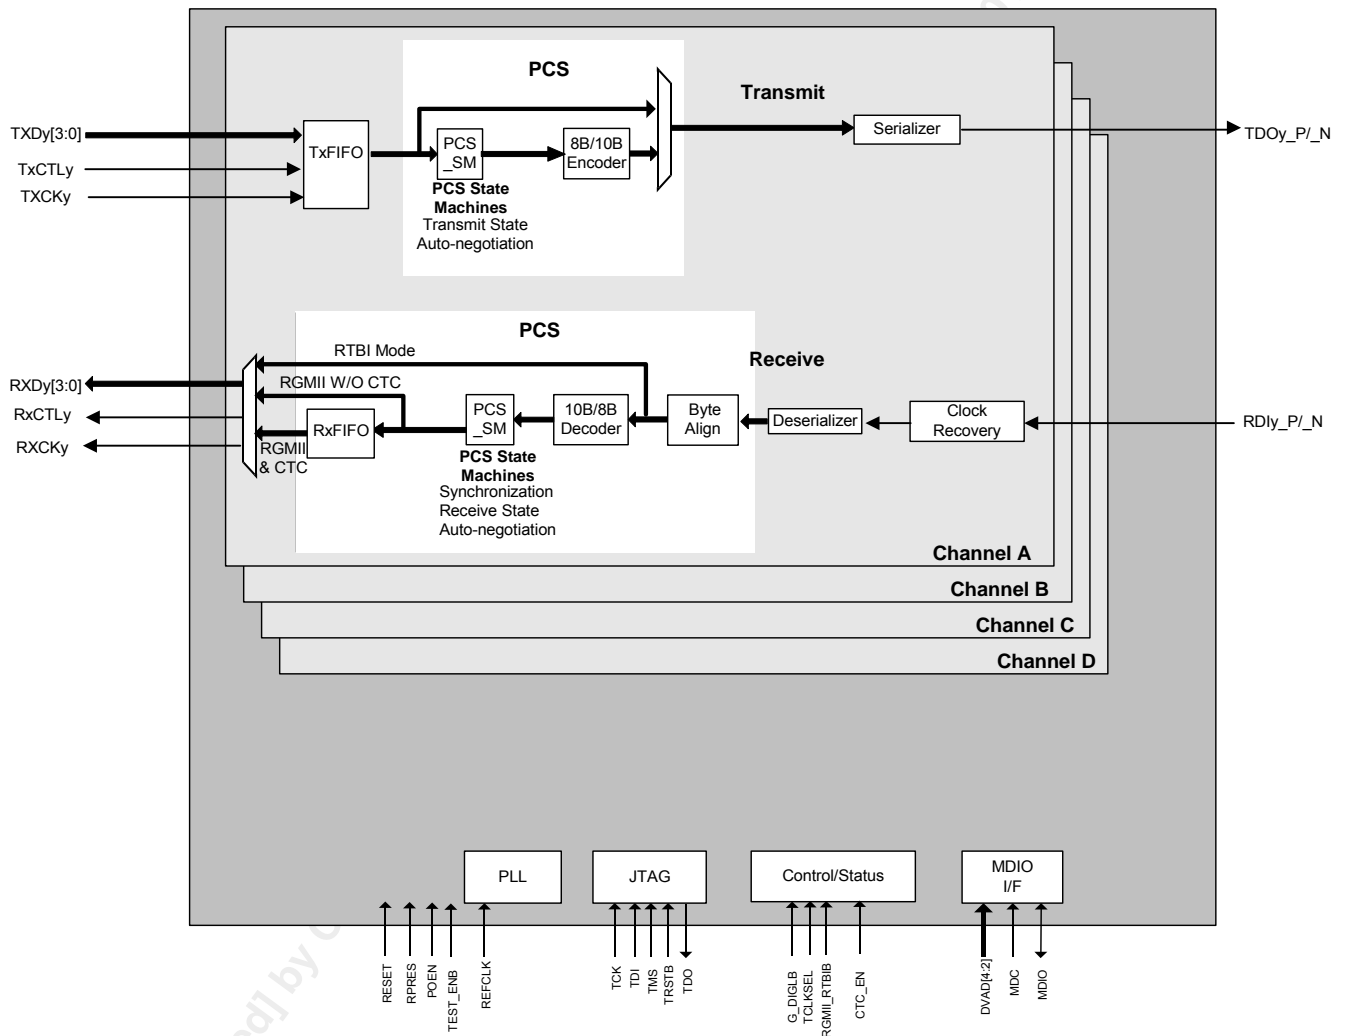 PCS
Transmit
TXDy[3:0]
TxCTLy
TXCKy
TxFIFO
PCS
_SM
8B/10B
Encoder
Serializer
TDOy_P/_N
PCS State
Machines
Transmit State
Auto-negotiation
PCS
Receive
RTBI Mode
RGMII W/O CTC
RXDy[3:0]
RxCTLy
RXCKy
RGMII
& CTC
RxFIFO
PCS
_SM
10B/8B
Decoder
Byte
Align
Deserializer
Clock
Recovery
RDIy_P/_N
PCS State
Machines
Synchronization
Receive State
Auto-negotiation
Channel A
Channel B
Channel C
Channel D
PLL
JTAG
Control/Status
MDIO
I/F
RESET
RPRES
POEN
TEST_ENB
REFCLK
TCK
TDI
TMS
TRSTB
TDO
G_DIGLB
TCLKSEL
RGMII_RTBIB
CTC_EN
DVAD[4:2]
MDC
MDIO
ed] by